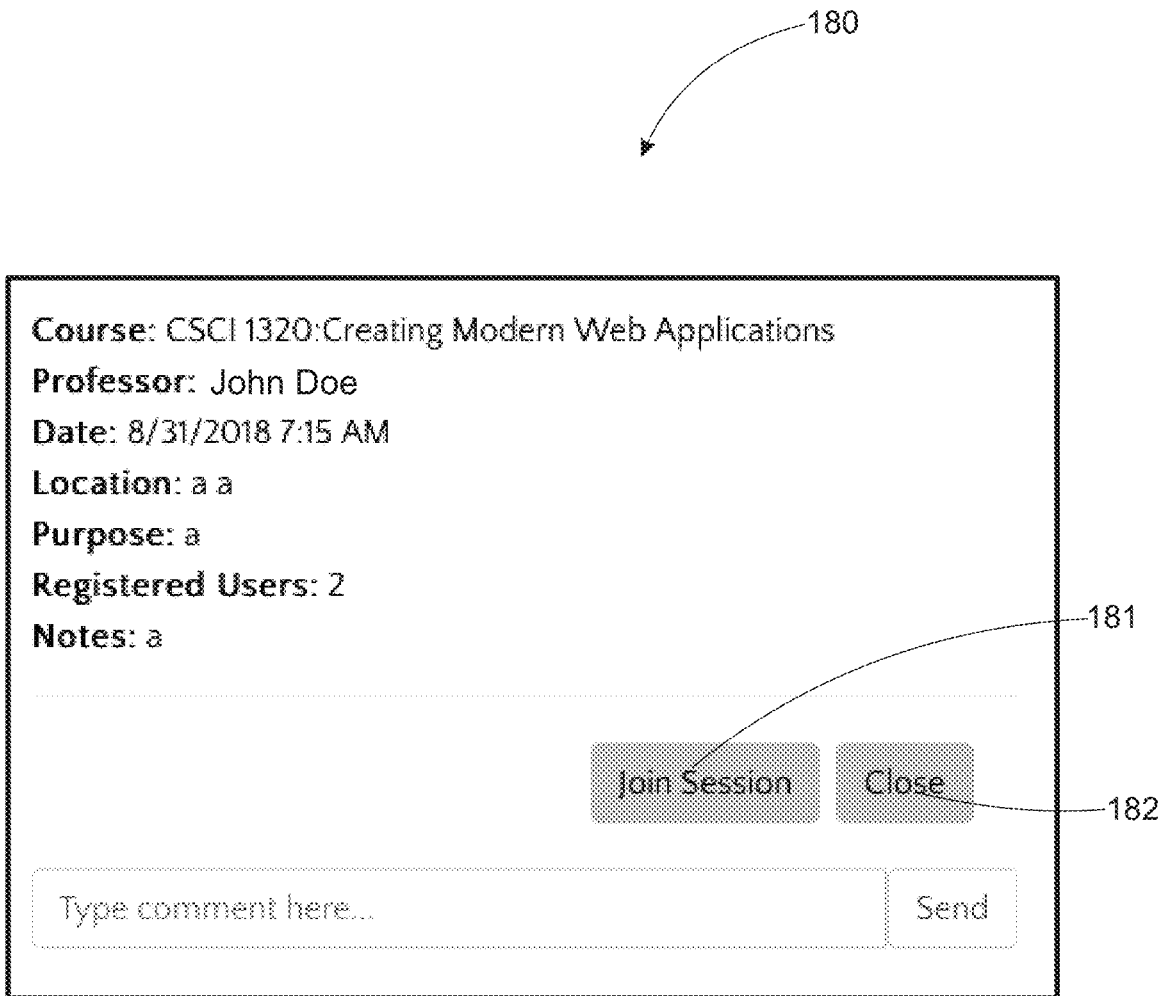 180
Course: CSCI 1320:Creating Modern Web Applications
Professor: John Doe
Date: 8/31/2018 7:15 AM
Location: a a
Purpose: a
Registered Users: 2
Notes: a
181
Join Session Close
182
Type comment here... Send